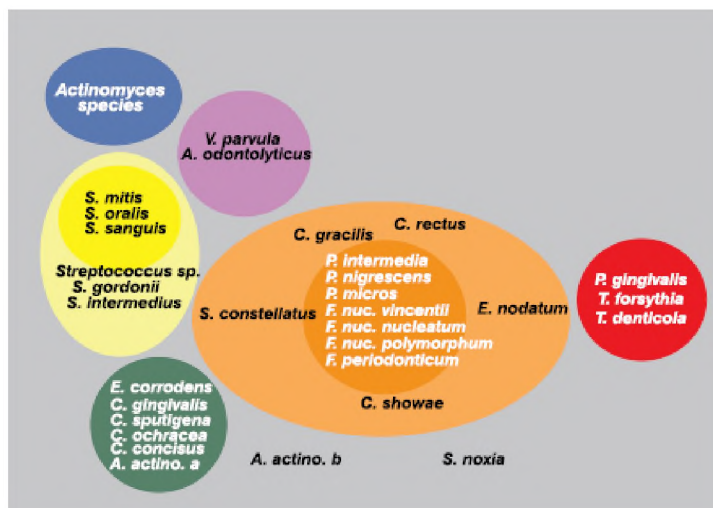 Actinomyces
species
V. parvula
A. odontolyticus
S. mitis
S. oralis
S. sanguis
Streptococcus sp.
S. gordonii
S. intermedius
C. gracilis
C. rectus
P. intermedia
P. nigrescens
P. micros
F. nuc. vincentii
F. nuc. nucleatum
F. nuc. polymorphum
F. periodonticum
S. constellatus
E. nodatum
C. showae
P. gingivalis
T. forsythia
T. denticola
E. corrodens
C. gingivalis
C. sputigena
C. ochracea
C. concisus
A. actino. a
A. actino. b
S. noxia